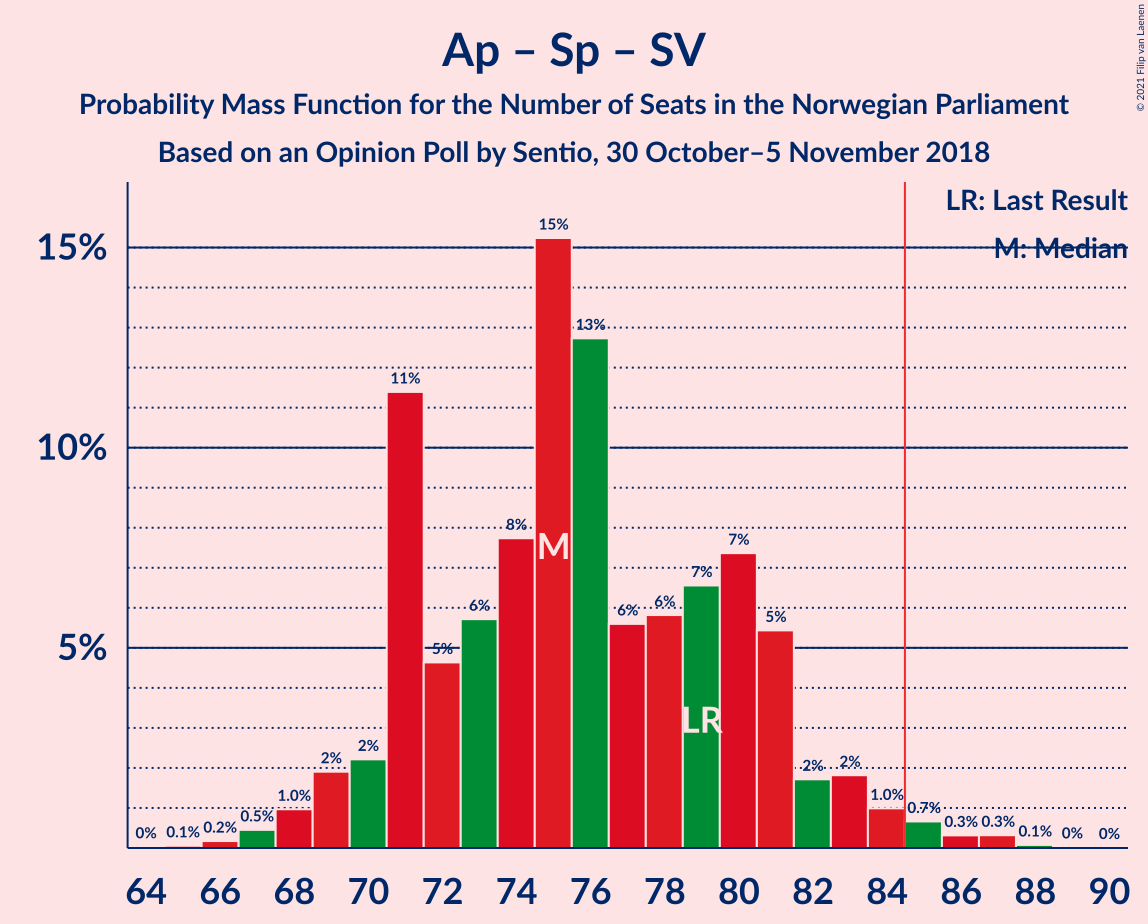 Ap – Sp – SV
Probability Mass Function for the Number of Seats in the Norwegian Parliament
Based on an Opinion Poll by Sentio, 30 October–5 November 2018
© 2021 Filip van Laenen
LR: Last Result
M: Median
15%
10%
5%
0% 0.1% 0.2% 0.5% 1.0% 2% 2% 11% 5% 6% 8% 15% 13% 6% 6% 7% 7% 5% 2% 2% 1.0% 0.7% 0.3% 0.3% 0.1% 0% 0%
M
LR
64 66 68 70 72 74 76 78 80 82 84 86 88 90